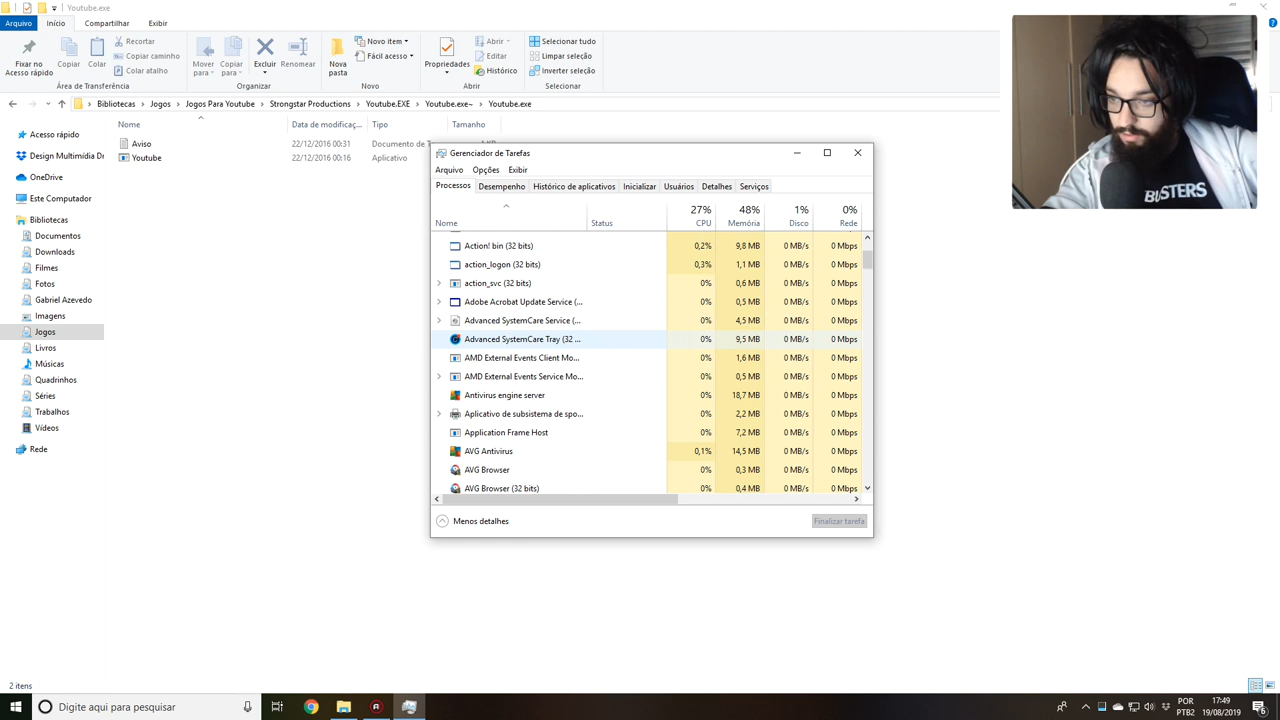 Youtube.exe
Arquivo Início Compartilhar Exibir
Fixar no Acesso rápido
Copiar
Colar
Recortar
Copiar caminho
Colar atalho
Área de Transferência
Mover para
Copiar para
Excluir
Renomear
Organizar
Nova pasta
Novo item
Fácil acesso
Novo
Propriedades
Abrir
Editar
Histórico
Abrir
Selecionar tudo
Limpar seleção
Inverter seleção
Selecionar
Bibliotecas > Jogos > Jogos Para Youtube > Strongstar Productions > Youtube.EXE > Youtube.exe~ > Youtube.exe
Acesso rápido
Design Multimídia Dr
OneDrive
Este Computador
Bibliotecas
Documentos
Downloads
Filmes
Fotos
Gabriel Azevedo
Imagens
Jogos
Livros
Músicas
Quadrinhos
Séries
Trabalhos
Vídeos
Rede
Nome Data de modificaç... Tipo Tamanho
Aviso 22/12/2016 00:31 Documento de T
Youtube 22/12/2016 00:16 Aplicativo
Gerenciador de Tarefas
Arquivo Opções Exibir
Processos Desempenho Histórico de aplicativos Inicializar Usuários Detalhes Serviços
27% 48% 1% 0%
Nome Status CPU Memória Disco Rede
Action! bin (32 bits) 0,2% 9,8 MB 0 MB/s 0 Mbps
action_logon (32 bits) 0,3% 1,1 MB 0 MB/s 0 Mbps
action_svc (32 bits) 0% 0,6 MB 0 MB/s 0 Mbps
Adobe Acrobat Update Service (... 0% 0,5 MB 0 MB/s 0 Mbps
Advanced SystemCare Service (... 0% 4,5 MB 0 MB/s 0 Mbps
Advanced SystemCare Tray (32 ... 0% 9,5 MB 0 MB/s 0 Mbps
AMD External Events Client Mo... 0% 1,6 MB 0 MB/s 0 Mbps
AMD External Events Service Mo... 0% 0,5 MB 0 MB/s 0 Mbps
Antivirus engine server 0% 18,7 MB 0 MB/s 0 Mbps
Aplicativo de subsistema de spo... 0% 2,2 MB 0 MB/s 0 Mbps
Application Frame Host 0% 7,2 MB 0 MB/s 0 Mbps
AVG Antivirus 0,1% 14,5 MB 0 MB/s 0 Mbps
AVG Browser 0% 0,3 MB 0 MB/s 0 Mbps
AVG Browser (32 bits) 0% 0,4 MB 0 MB/s 0 Mbps
Menos detalhes
Finalizar tarefa
BUSTERS
2 itens
Digite aqui para pesquisar
POR
PTB2
17:49
19/08/2019
6